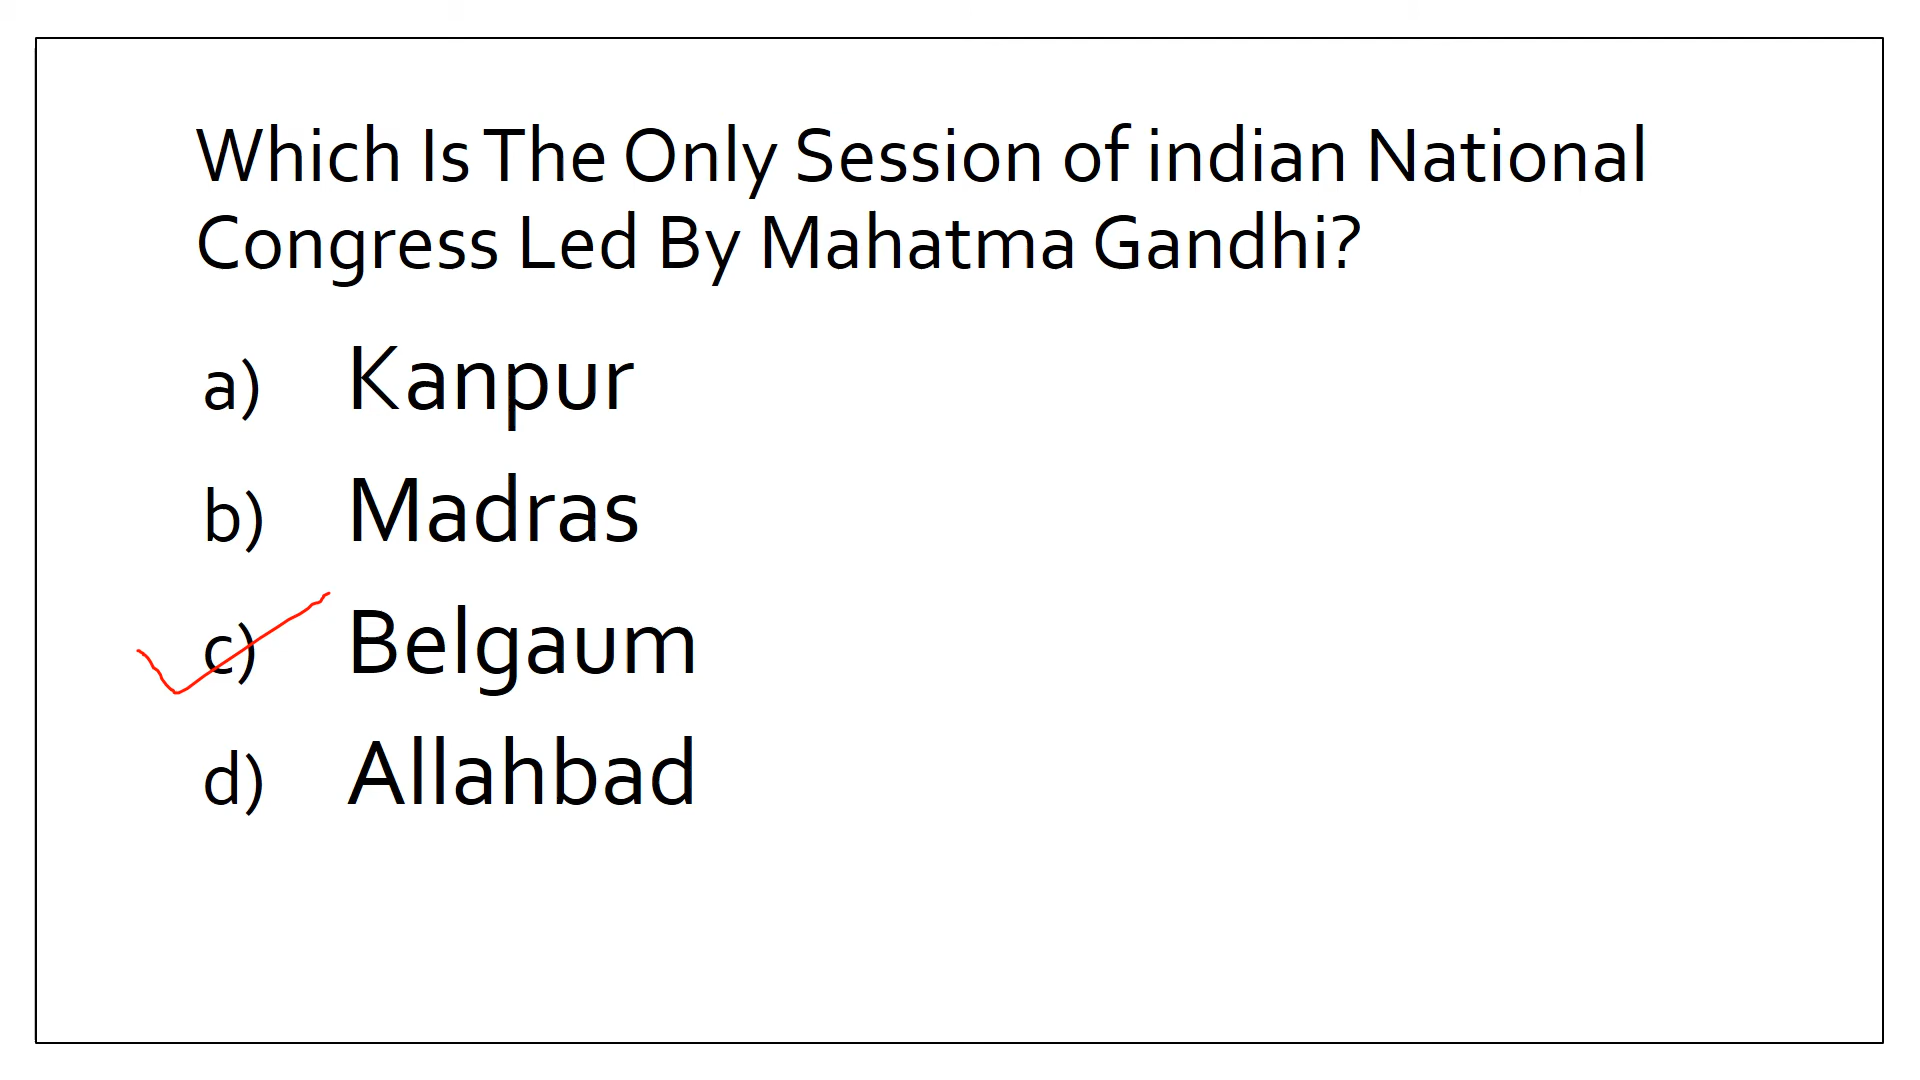 Which Is The Only Session of indian National
Congress Led By Mahatma Gandhi?
a) Kanpur
b) Madras
c) Belgaum
d) Allahbad